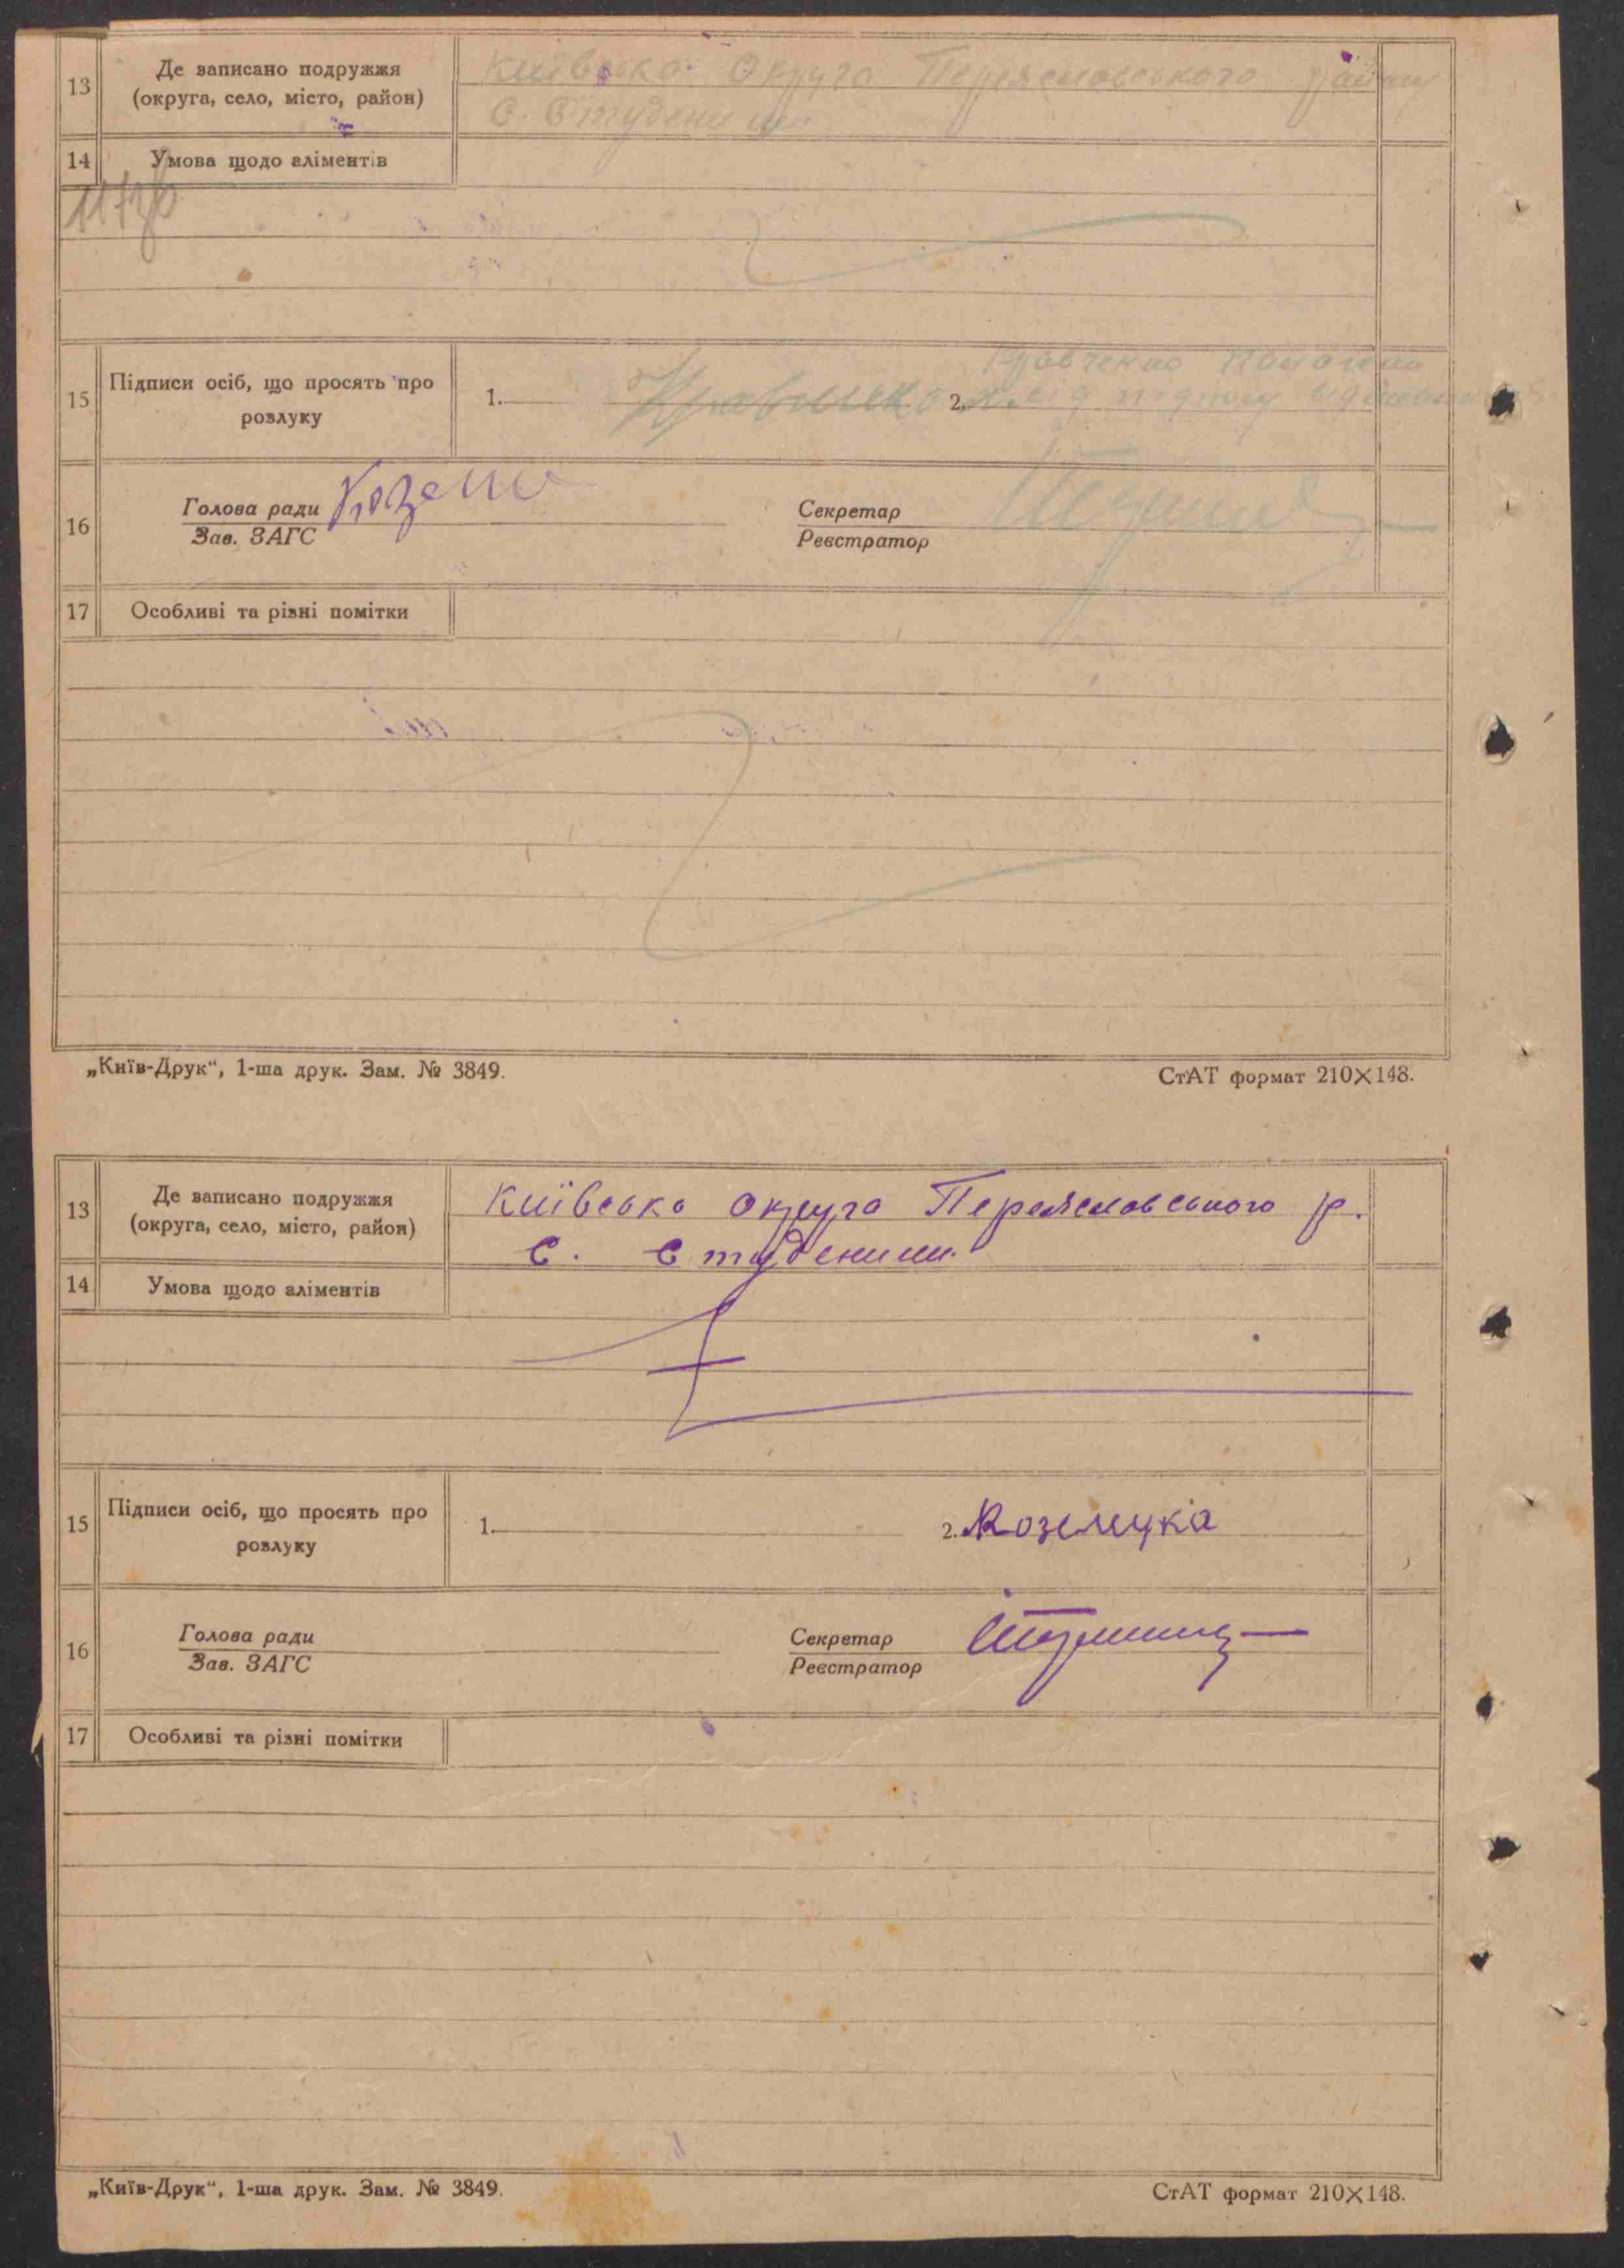 13
Де записано подружжя
(округа, село, місто, район)
Київсько Округа Переяславського району
С. Студеники
14
Умова щодо аліментів
15
Підписи осіб, що просять про
розлуку
1.
Кравченко
2.
Кравченко
від підпису
16
Голова ради
Зав. ЗАГС
Секретар
Реєстратор
17
Особливі та різні помітки
„Київ-Друк“, 1-ша друк. Зам. № 3849.
СтАТ формат 210×148.
13
Де записано подружжя
(округа, село, місто, район)
Київсько Округа Переяславського р.
С. Студеники
14
Умова щодо аліментів
15
Підписи осіб, що просять про
розлуку
1.
2. Коземука
16
Голова ради
Зав. ЗАГС
Секретар
Реєстратор
17
Особливі та різні помітки
„Київ-Друк“, 1-ша друк. Зам. № 3849.
СтАТ формат 210×148.